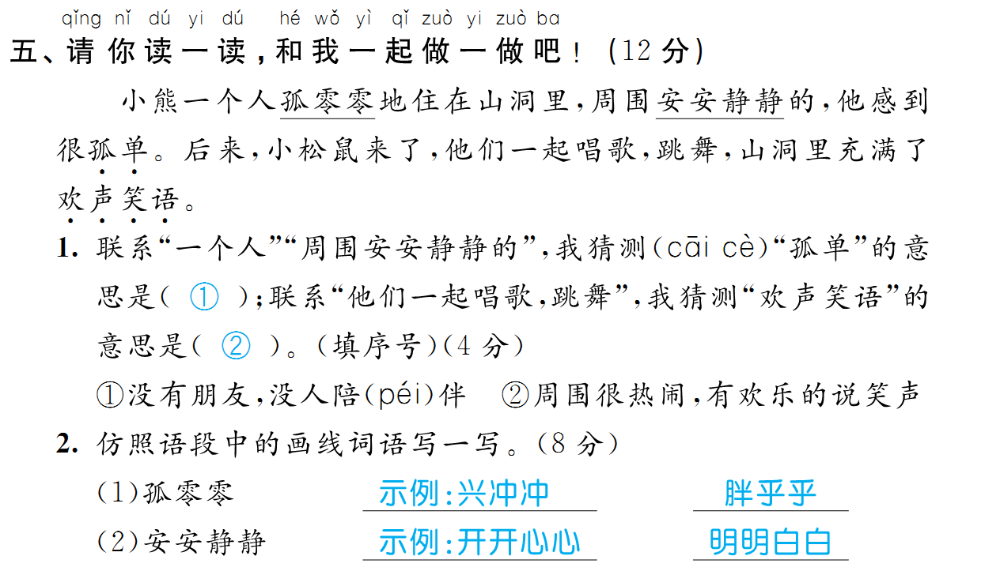 qǐng nǐ dú yi dú hé wǒ yì qǐ zuò yi zuò ba
五、请你读一读,和我一起做一做吧!(12分)
小熊一个人孤零零地住在山洞里,周围安安静静的,他感到
很孤单。后来,小松鼠来了,他们一起唱歌,跳舞,山洞里充满了
欢声笑语。
1. 联系“一个人”“周围安安静静的”,我猜测(cāi cè)“孤单”的意
思是( ① );联系“他们一起唱歌,跳舞”,我猜测“欢声笑语”的
意思是( ② )。(填序号)(4分)
①没有朋友,没人陪(péi)伴 ②周围很热闹,有欢乐的说笑声
2. 仿照语段中的画线词语写一写。(8分)
(1)孤零零 示例:兴冲冲 胖乎乎
(2)安安静静 示例:开开心心 明明白白